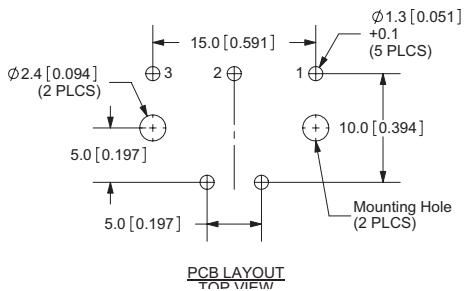 Ø1.3 [0.051]
+0.1
(5 PLCS)
15.0 [0.591]
Ø2.4 [0.094]
(2 PLCS)
3
2
1
10.0 [0.394]
5.0 [0.197]
5.0 [0.197]
Mounting Hole
(2 PLCS)
PCB LAYOUT
TOP VIEW